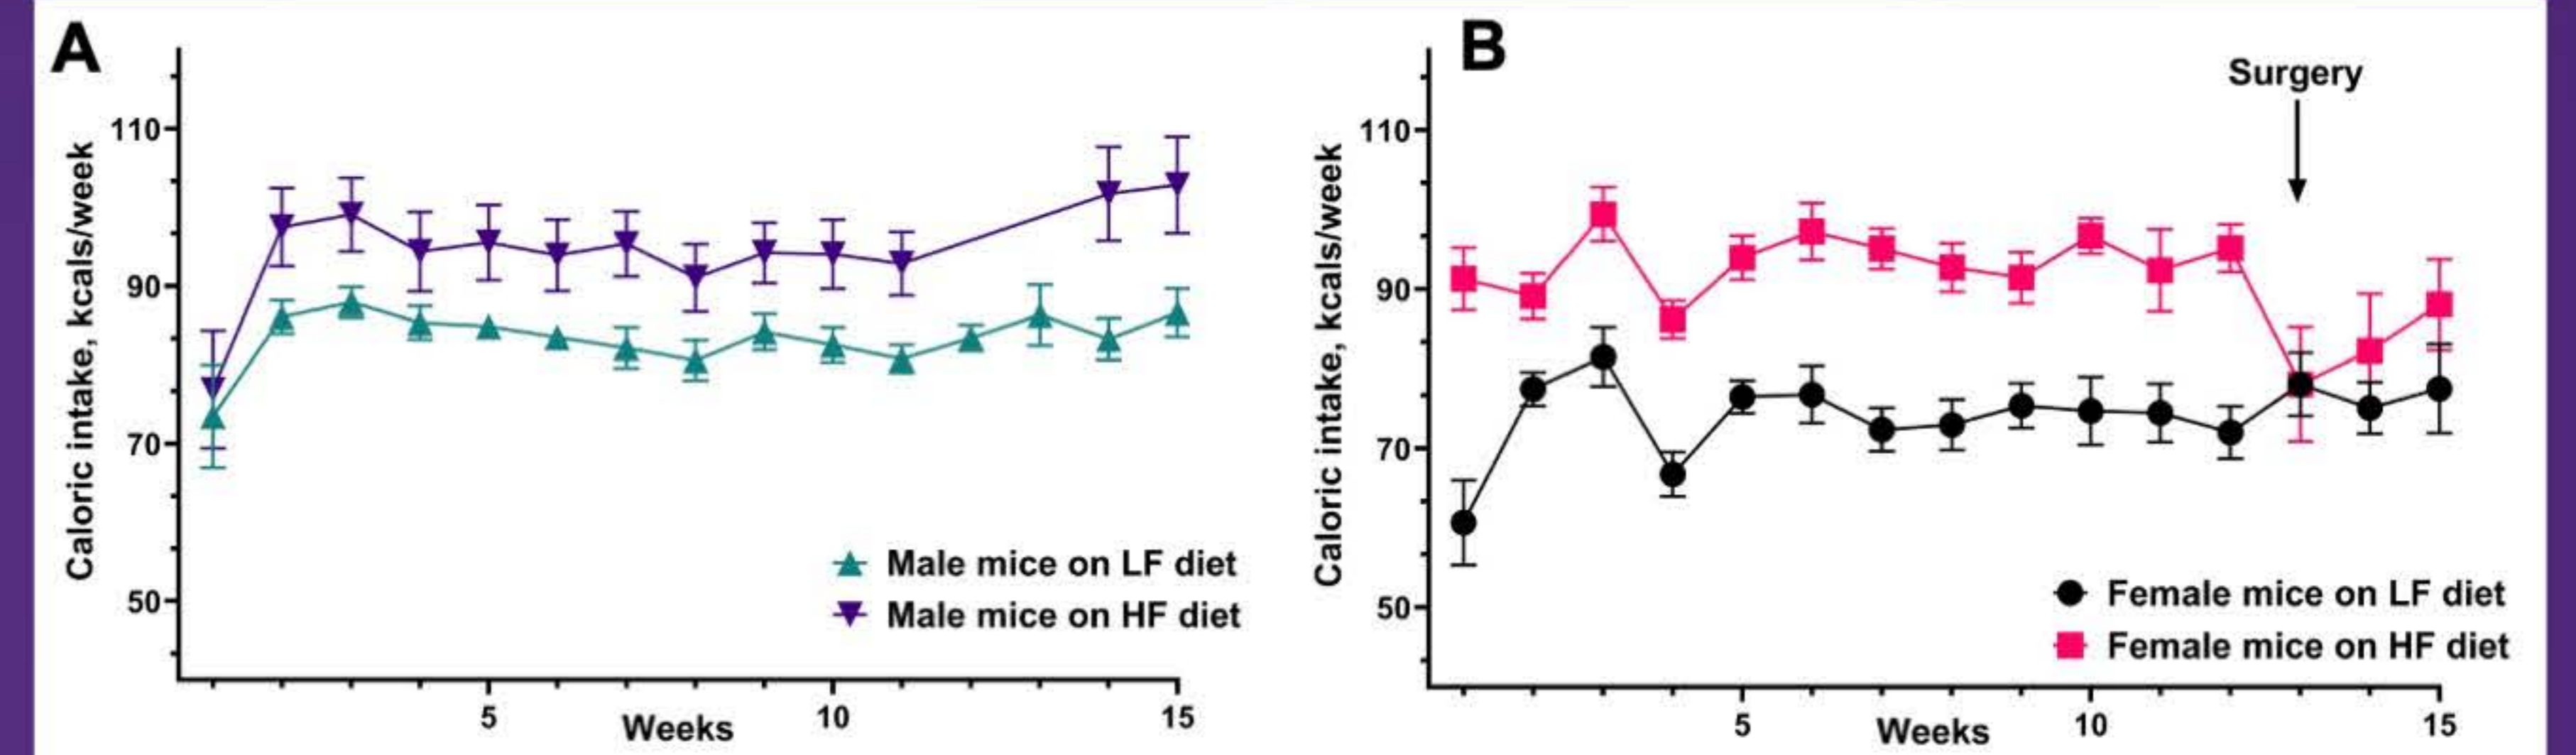 A
Caloric intake, kcals/week
110
90
70
50
5
10
15
Weeks
Male mice on LF diet
Male mice on HF diet
B
Surgery
Caloric intake, kcals/week
110
90
70
50
5
10
15
Weeks
Female mice on LF diet
Female mice on HF diet